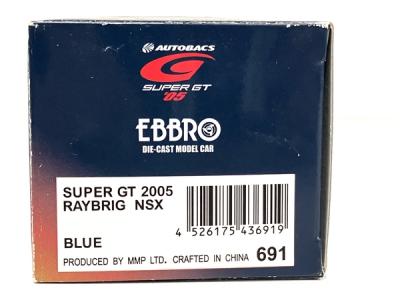 AUTOBACS
SUPER GT
'05
EBBRO
DIE-CAST MODEL CAR
SUPER GT 2005
RAYBRIG NSX
4 526175 436919
BLUE
PRODUCED BY MMP LTD. CRAFTED IN CHINA 691